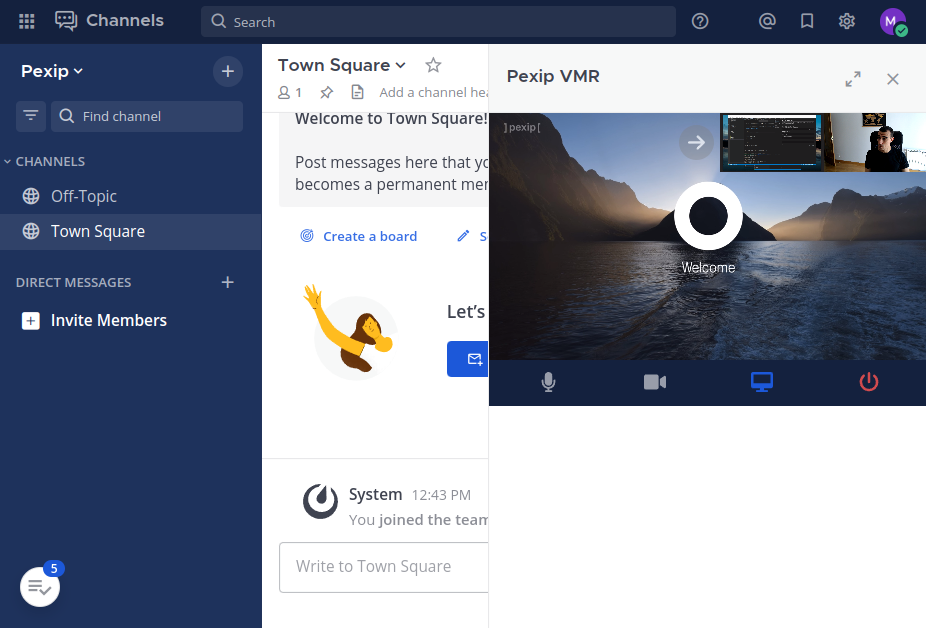 Channels
Search
M
Pexip
Find channel
CHANNELS
Off-Topic
Town Square
DIRECT MESSAGES
Invite Members
5
Town Square
1
Add a channel hea
Welcome to Town Square!
Post messages here that yo
becomes a permanent mer
Create a board
S
Let's
System 12:43 PM
You joined the team
Write to Town Square
Pexip VMR
]pexip[
Welcome